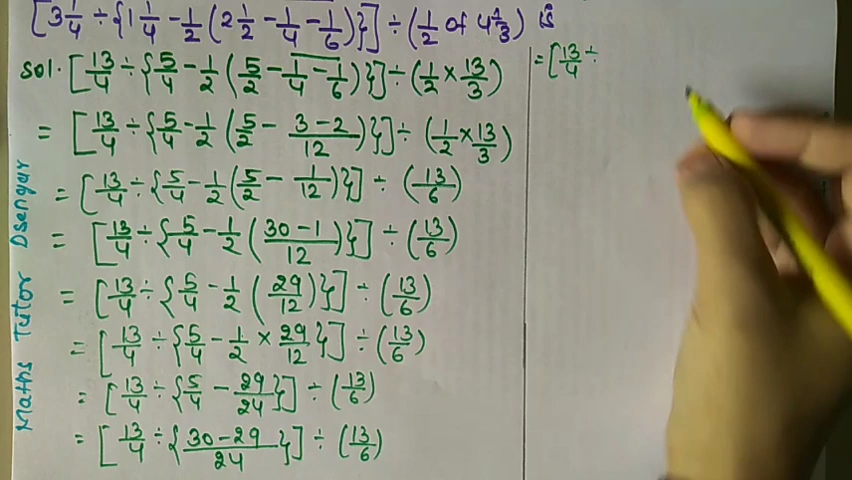 [3 1/4 ÷ {1 1/4 - 1/2 (2 1/2 - 1/4 - 1/6)}] ÷ (1/2 of 4 1/3) is
sol. [13/4 ÷ {5/4 - 1/2 (5/2 - 1/4 - 1/6)}] ÷ (1/2 × 13/3)
= [13/4 ÷ {5/4 - 1/2 (5/2 - 3-2/12)}] ÷ (1/2 × 13/3)
= [13/4 ÷ {5/4 - 1/2 (5/2 - 1/12)}] ÷ (13/6)
= [13/4 ÷ {5/4 - 1/2 (30-1/12)}] ÷ (13/6)
= [13/4 ÷ {5/4 - 1/2 (29/12)}] ÷ (13/6)
= [13/4 ÷ {5/4 - 1/2 × 29/12}] ÷ (13/6)
= [13/4 ÷ {5/4 - 29/24}] ÷ (13/6)
= [13/4 ÷ {30-29/24}] ÷ (13/6)
= [13/4 ÷
Maths Tutor Dsengar